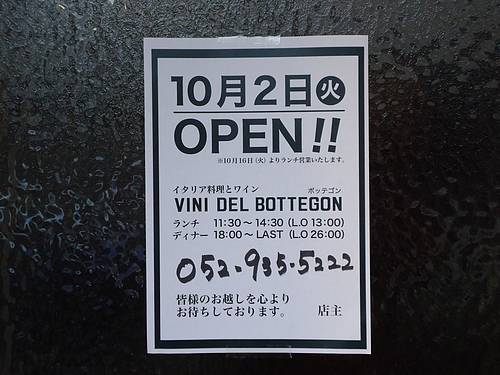 10月2日火
OPEN!!
※10月16日(火)よりランチ営業いたします。
イタリア料理とワイン ボッテゴン
VINI DEL BOTTEGON
ランチ 11:30～14:30 (L.O 13:00)
ディナー 18:00～LAST (L.O 26:00)
052-935-5222
皆様のお越しを心より
お待ちしております。 店主